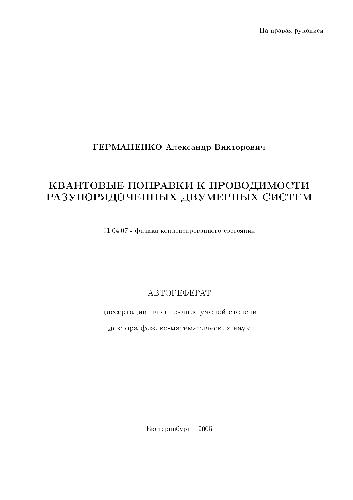 На правах рукописи
ГЕРМАНЕНКО Александр Викторович
КВАНТОВЫЕ ПОПРАВКИ К ПРОВОДИМОСТИ
РАЗУПОРЯДОЧЕННЫХ ДВУМЕРНЫХ СИСТЕМ
01.04.07 - физика конденсированного состояния
АВТОРЕФЕРАТ
диссертации на соискание ученой степени
доктора физико-математических наук
Екатеринбург - 2006